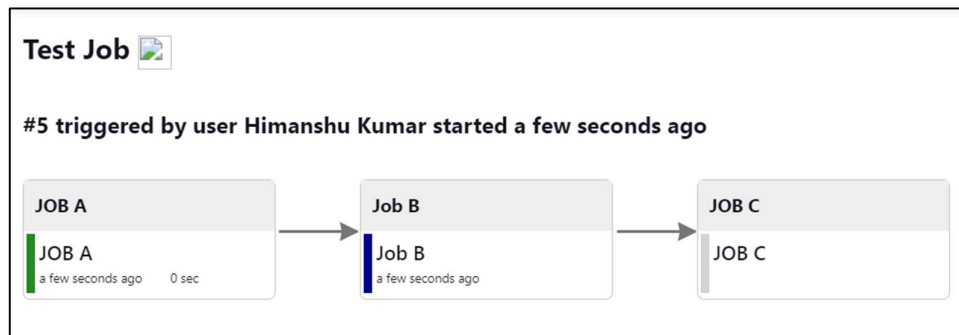 Test Job
#5 triggered by user Himanshu Kumar started a few seconds ago
JOB A
JOB A
a few seconds ago 0 sec
Job B
Job B
a few seconds ago
JOB C
JOB C